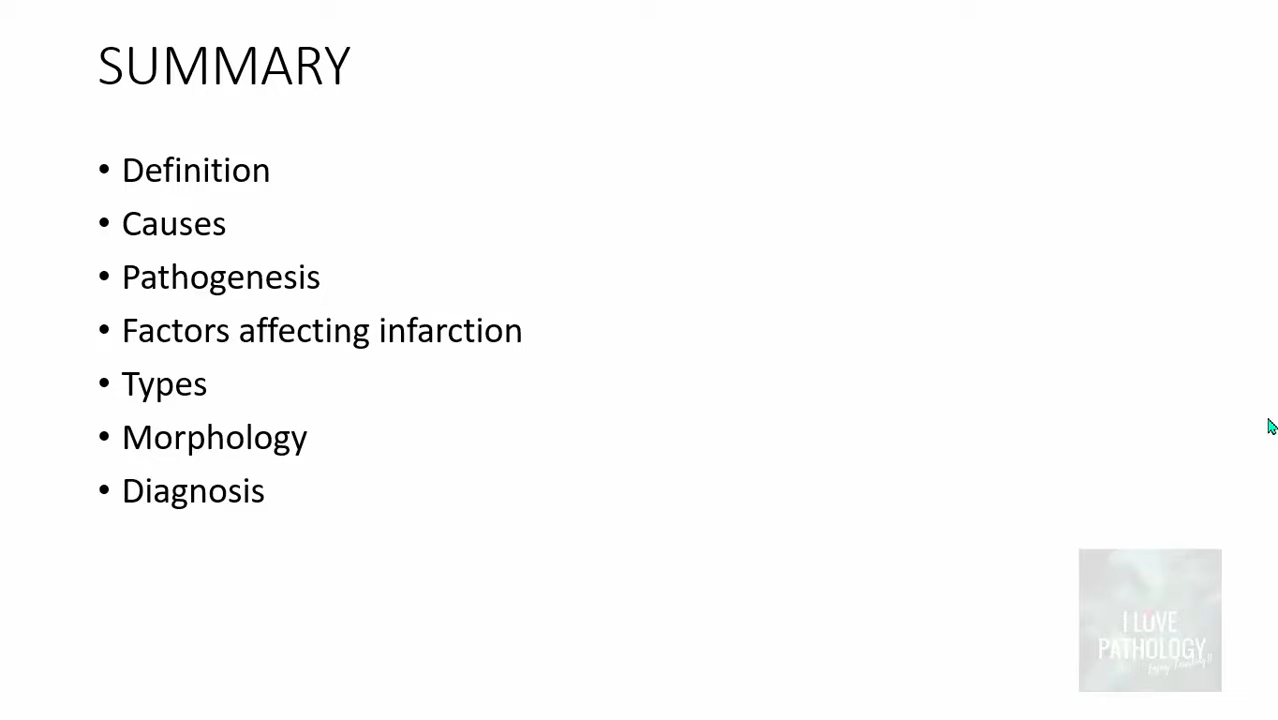 SUMMARY
• Definition
• Causes
• Pathogenesis
• Factors affecting infarction
• Types
• Morphology
• Diagnosis
I LOVE
PATHOLOGY